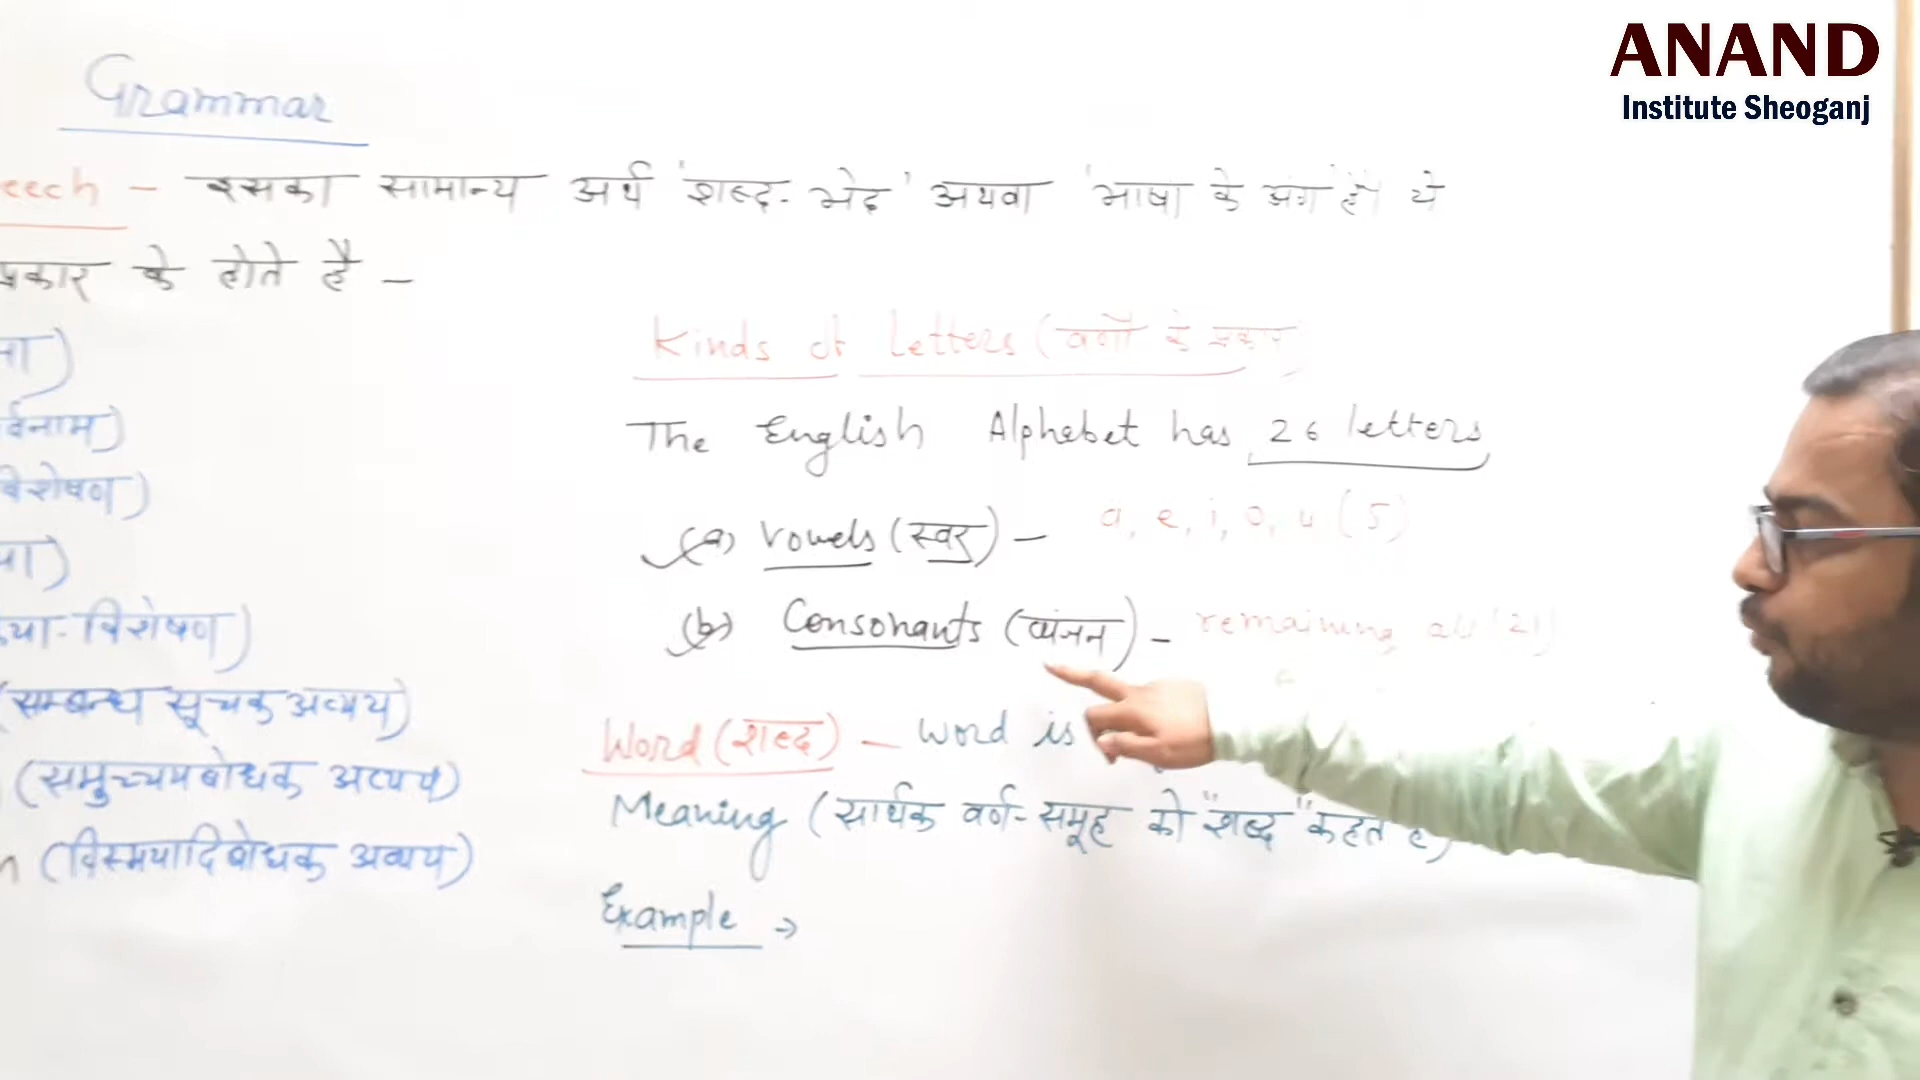 ANAND
Institute Sheoganj
Grammar
eech - इसका सामान्य अर्थ 'शब्द-भेद' अथवा 'भाषा के अंग' है। ये
प्रकार के होते है -
Kinds of Letters (वर्णों के प्रकार)
The English Alphabet has 26 letters
(a) Vowels (स्वर) - a, e, i, o, u (5)
(b) Consonants (व्यंजन) - remaining all (21)
Word (शब्द) - Word is
Meaning (सार्थक वर्ण-समूह को "शब्द" कहते है)
Example →
र्वनाम)
विशेषण)
या)
क्रिया-विशेषण)
(सम्बन्ध सूचक अव्यय)
(समुच्चयबोधक अव्यय)
n (विस्मयादिबोधक अव्यय)